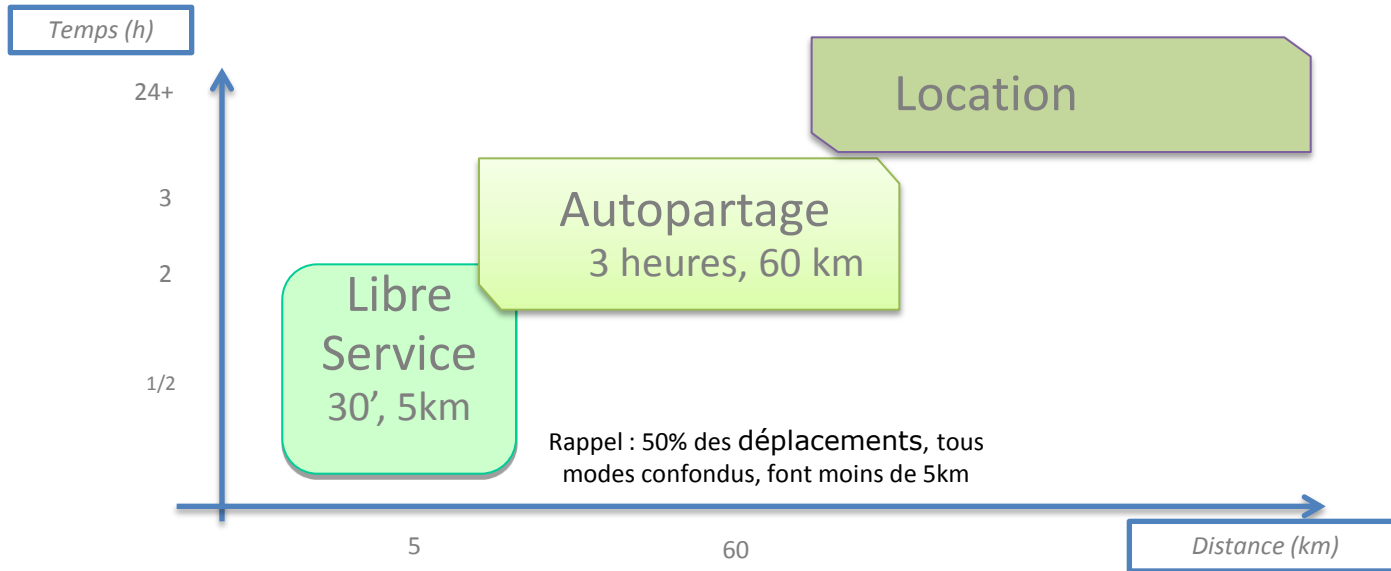 Temps (h)
24+
Location
3
Autopartage
3 heures, 60 km
2
Libre
Service
30’, 5km
1/2
Rappel : 50% des déplacements, tous
modes confondus, font moins de 5km
5
60
Distance (km)